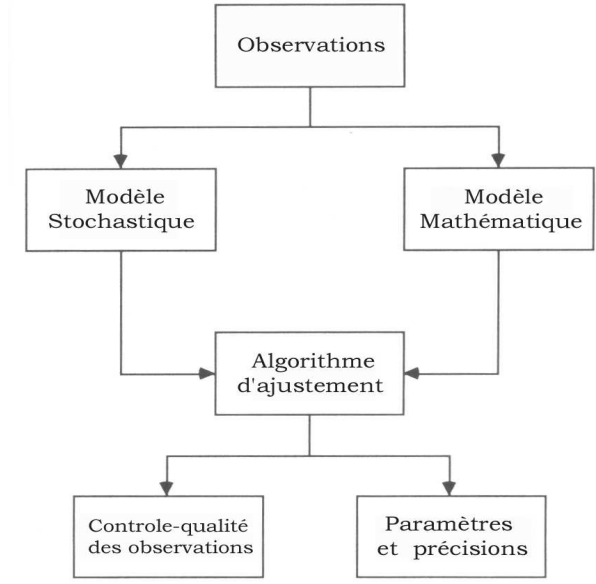 Observations
Modèle
Stochastique
Modèle
Mathématique
Algorithme
d'ajustement
Controle-qualité
des observations
Paramètres
et précisions